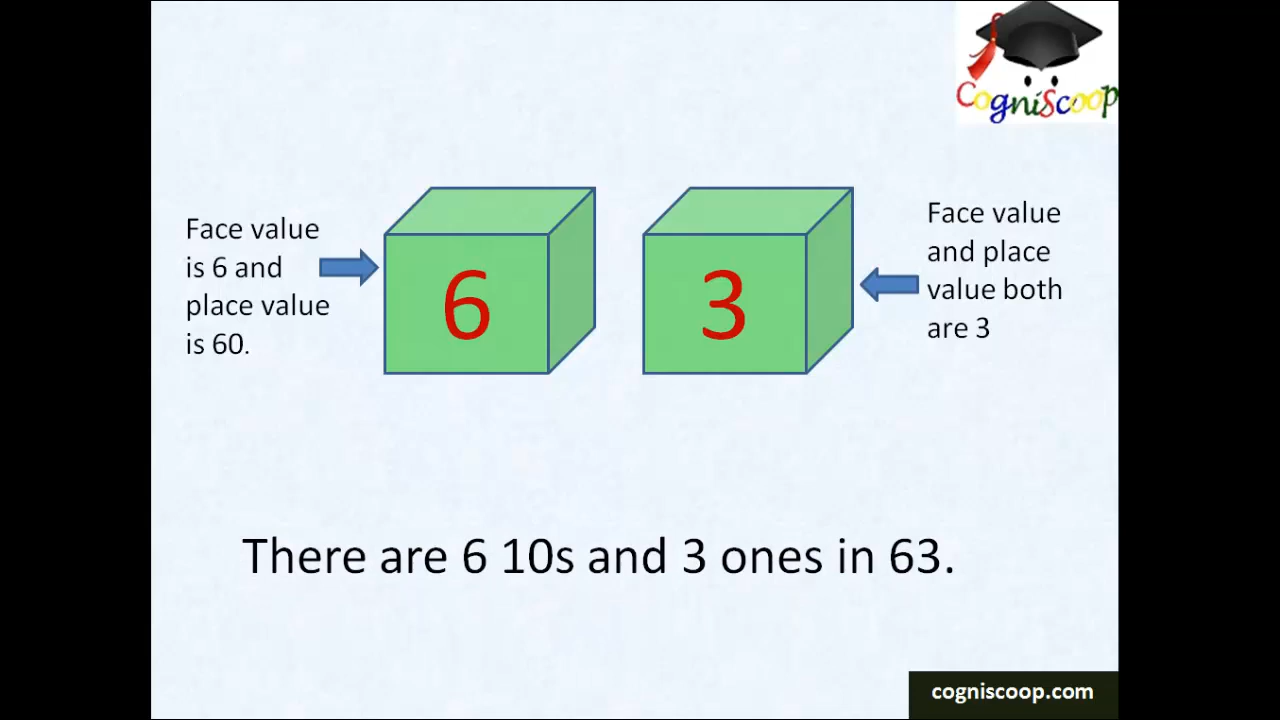 CogniScoop
Face value
is 6 and
place value
is 60.
6
3
Face value
and place
value both
are 3
There are 6 10s and 3 ones in 63.
cogniscoop.com